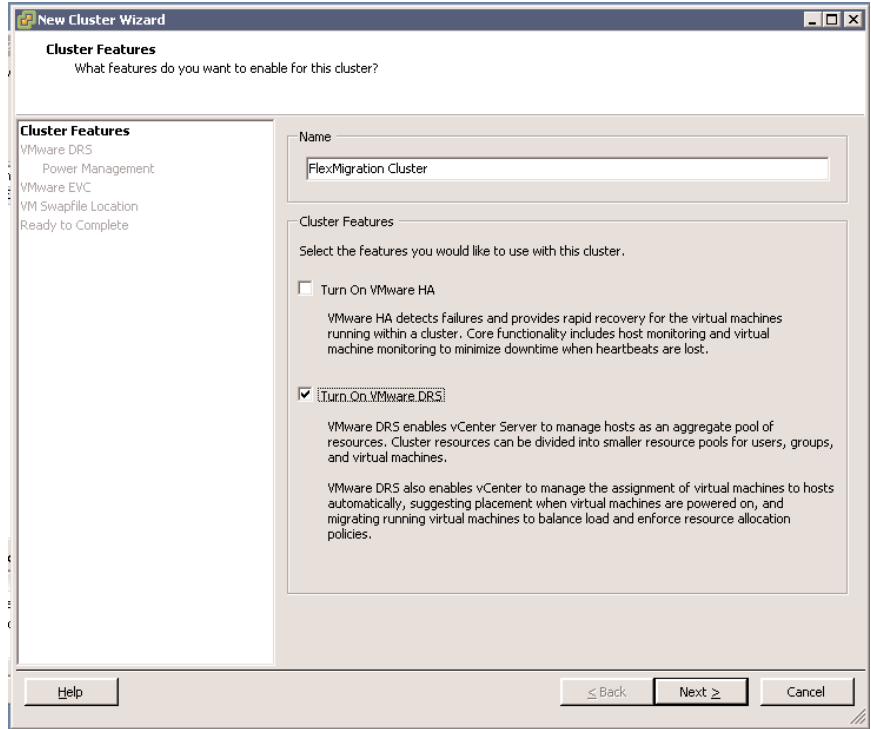 New Cluster Wizard
Cluster Features
What features do you want to enable for this cluster?
Cluster Features
VMware DRS
Power Management
VMware EVC
VM Swapfile Location
Ready to Complete
Name
FlexMigration Cluster
Cluster Features
Select the features you would like to use with this cluster.
Turn On VMware HA
VMware HA detects failures and provides rapid recovery for the virtual machines
running within a cluster. Core functionality includes host monitoring and virtual
machine monitoring to minimize downtime when heartbeats are lost.
Turn On VMware DRS
VMware DRS enables vCenter Server to manage hosts as an aggregate pool of
resources. Cluster resources can be divided into smaller resource pools for users, groups,
and virtual machines.
VMware DRS also enables vCenter to manage the assignment of virtual machines to hosts
automatically, suggesting placement when virtual machines are powered on, and
migrating running virtual machines to balance load and enforce resource allocation
policies.
Help
< Back
Next >
Cancel